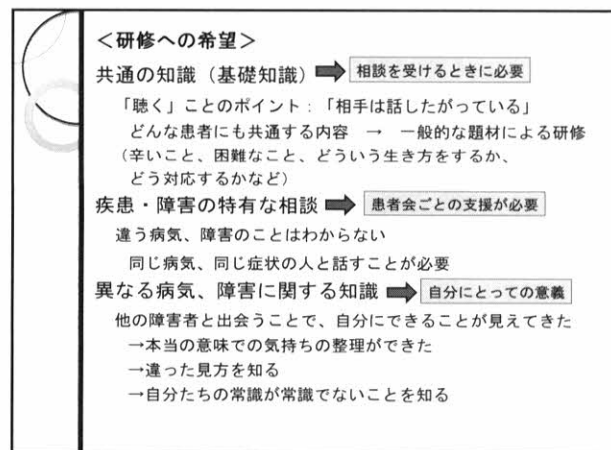 ＜研修への希望＞
共通の知識（基礎知識）➡ 相談を受けるときに必要
「聴く」ことのポイント：「相手は話したがっている」
どんな患者にも共通する内容　→　一般的な題材による研修
（辛いこと、困難なこと、どういう生き方をするか、
どう対応するかなど）
疾患・障害の特有な相談 ➡ 患者会ごとの支援が必要
違う病気、障害のことはわからない
同じ病気、同じ症状の人と話すことが必要
異なる病気、障害に関する知識 ➡ 自分にとっての意義
他の障害者と出会うことで、自分にできることが見えてきた
→本当の意味での気持ちの整理ができた
→違った見方を知る
→自分たちの常識が常識でないことを知る